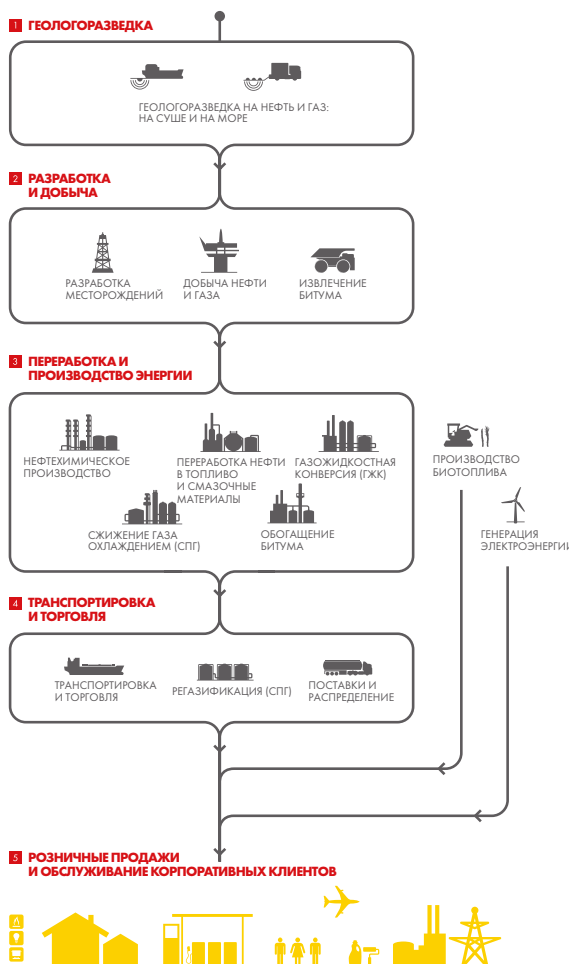 1 ГЕОЛОГОРАЗВЕДКА
ГЕОЛОГОРАЗВЕДКА НА НЕФТЬ И ГАЗ:
НА СУШЕ И НА МОРЕ
2 РАЗРАБОТКА
И ДОБЫЧА
РАЗРАБОТКА
МЕСТОРОЖДЕНИЙ
ДОБЫЧА НЕФТИ
И ГАЗА
ИЗВЛЕЧЕНИЕ
БИТУМА
3 ПЕРЕРАБОТКА И
ПРОИЗВОДСТВО ЭНЕРГИИ
НЕФТЕХИМИЧЕСКОЕ
ПРОИЗВОДСТВО
ПЕРЕРАБОТКА НЕФТИ
В ТОПЛИВО
И СМАЗОЧНЫЕ
МАТЕРИАЛЫ
ГАЗОЖИДКОСТНАЯ
КОНВЕРСИЯ (ГЖК)
ПРОИЗВОДСТВО
БИОТОПЛИВА
СЖИЖЕНИЕ ГАЗА
ОХЛАЖДЕНИЕМ (СПГ)
ОБОГАЩЕНИЕ
БИТУМА
ГЕНЕРАЦИЯ
ЭЛЕКТРОЭНЕРГИИ
4 ТРАНСПОРТИРОВКА
И ТОРГОВЛЯ
ТРАНСПОРТИРОВКА
И ТОРГОВЛЯ
РЕГАЗИФИКАЦИЯ (СПГ)
ПОСТАВКИ И
РАСПРЕДЕЛЕНИЕ
5 РОЗНИЧНЫЕ ПРОДАЖИ
И ОБСЛУЖИВАНИЕ КОРПОРАТИВНЫХ КЛИЕНТОВ